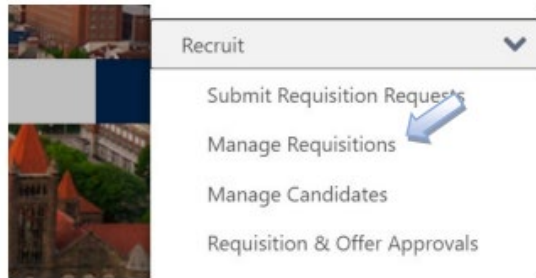 Recruit
Submit Requisition Requests
Manage Requisitions
Manage Candidates
Requisition & Offer Approvals